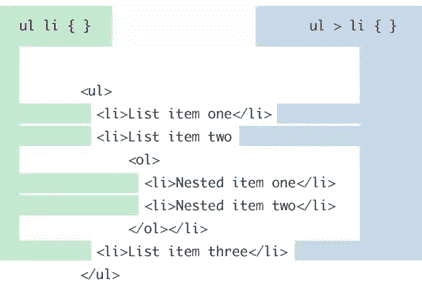 ul li { }
ul > li { }
<ul>
<li>List item one</li>
<li>List item two
<ol>
<li>Nested item one</li>
<li>Nested item two</li>
</ol></li>
<li>List item three</li>
</ul>